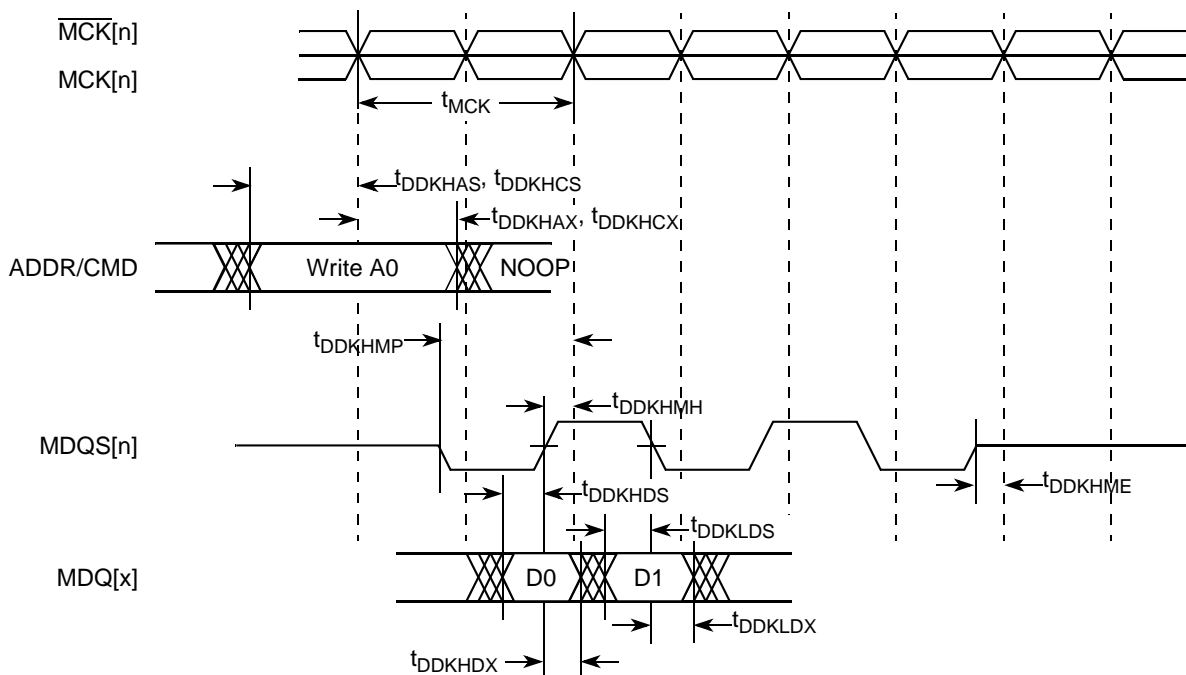 MCK[n]
MCK[n]
tMCK
tDDKHAS, tDDKHCS
tDDKHAX, tDDKHCX
ADDR/CMD
Write A0
NOOP
tDDKHMP
tDDKHMH
MDQS[n]
tDDKHDS
tDDKHME
tDDKLDS
MDQ[x]
D0
D1
tDDKLDX
tDDKHDX